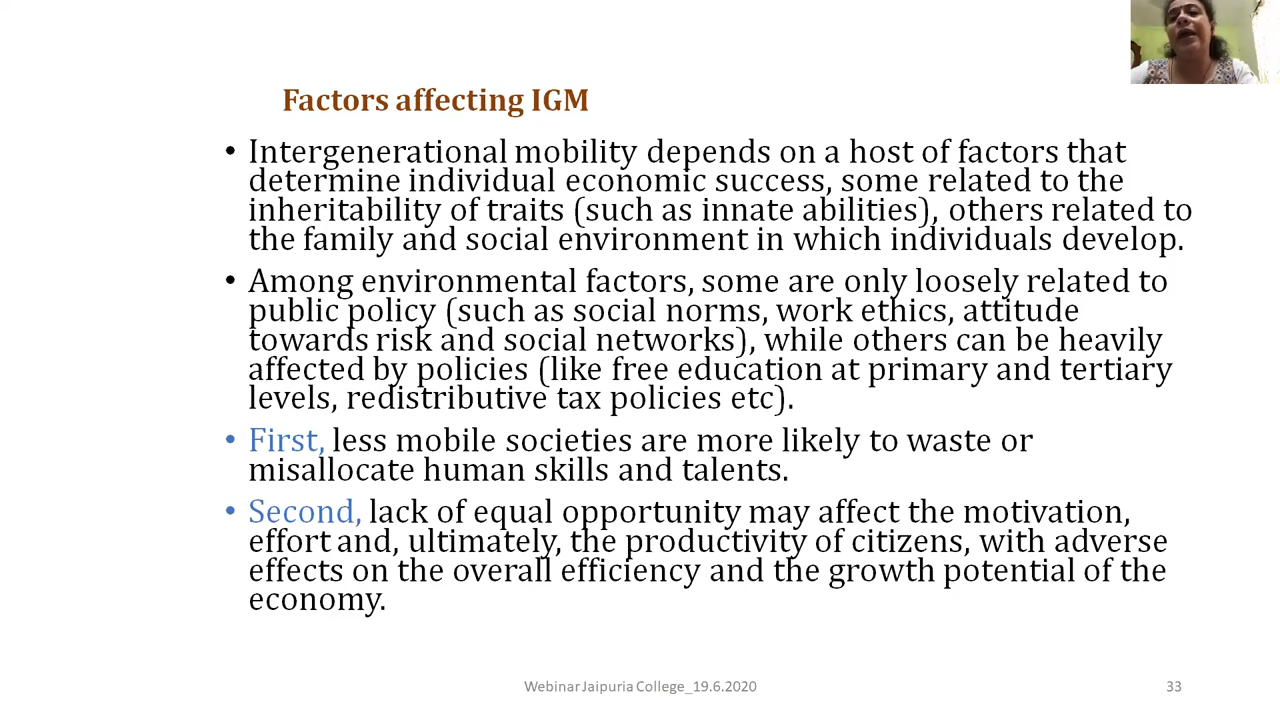 Factors affecting IGM
• Intergenerational mobility depends on a host of factors that
determine individual economic success, some related to the
inheritability of traits (such as innate abilities), others related to
the family and social environment in which individuals develop.
• Among environmental factors, some are only loosely related to
public policy (such as social norms, work ethics, attitude
towards risk and social networks), while others can be heavily
affected by policies (like free education at primary and tertiary
levels, redistributive tax policies etc).
• First, less mobile societies are more likely to waste or
misallocate human skills and talents.
• Second, lack of equal opportunity may affect the motivation,
effort and, ultimately, the productivity of citizens, with adverse
effects on the overall efficiency and the growth potential of the
economy.
Webinar Jaipuria College_19.6.2020
33